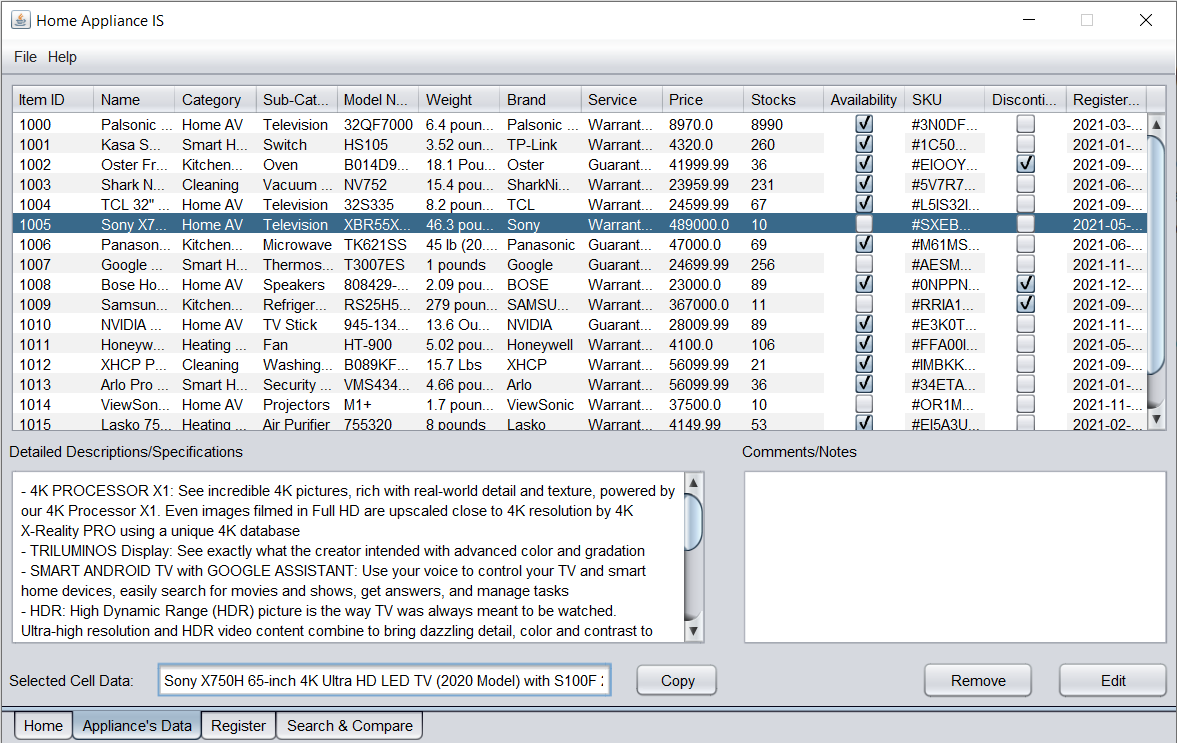 Home Appliance IS
File Help
Item ID Name Category Sub-Cat... Model N... Weight Brand Service Price Stocks Availability SKU Disconti... Register...
1000 Palsonic ... Home AV Television 32QF7000 6.4 poun... Palsonic ... Warrant... 8970.0 8990 #3N0DF... 2021-03-...
1001 Kasa S... Smart H... Switch HS105 3.52 oun... TP-Link Warrant... 4320.0 260 #1C50... 2021-01-...
1002 Oster Fr... Kitchen... Oven B014D9... 18.1 Pou... Oster Guarant... 41999.99 36 #EIOOY... 2021-09-...
1003 Shark N... Cleaning Vacuum ... NV752 15.4 pou... SharkNi... Warrant... 23959.99 231 #5V7R7... 2021-06-...
1004 TCL 32" ... Home AV Television 32S335 8.2 poun... TCL Warrant... 24599.99 67 #L5IS32I... 2021-09-...
1005 Sony X7... Home AV Television XBR55X... 46.3 pou... Sony Warrant... 489000.0 10 #SXEB... 2021-05-...
1006 Panason... Kitchen... Microwave TK621SS 45 lb (20... Panasonic Guarant... 47000.0 69 #M61MS... 2021-06-...
1007 Google ... Smart H... Thermos... T3007ES 1 pounds Google Guarant... 24699.99 256 #AESM... 2021-11-...
1008 Bose Ho... Home AV Speakers 808429-... 2.09 pou... BOSE Warrant... 23000.0 89 #0NPPN... 2021-12-...
1009 Samsun... Kitchen... Refriger... RS25H5... 279 poun... SAMSU... Warrant... 367000.0 11 #RRIA1... 2021-09-...
1010 NVIDIA ... Home AV TV Stick 945-134... 13.6 Ou... NVIDIA Guarant... 28009.99 89 #E3K0T... 2021-11-...
1011 Honeyw... Heating ... Fan HT-900 5.02 pou... Honeywell Warrant... 4100.0 106 #FFA00I... 2021-05-...
1012 XHCP P... Cleaning Washing... B089KF... 15.7 Lbs XHCP Warrant... 56099.99 21 #IMBKK... 2021-09-...
1013 Arlo Pro ... Smart H... Security ... VMS434... 4.66 pou... Arlo Warrant... 56099.99 36 #34ETA... 2021-01-...
1014 ViewSon... Home AV Projectors M1+ 1.7 poun... ViewSonic Warrant... 37500.0 10 #OR1M... 2021-11-...
1015 Lasko 75... Heating ... Air Purifier 755320 8 pounds Lasko Warrant... 4149.99 53 #EI5A3U... 2021-02-...
Detailed Descriptions/Specifications
Comments/Notes
- 4K PROCESSOR X1: See incredible 4K pictures, rich with real-world detail and texture, powered by
our 4K Processor X1. Even images filmed in Full HD are upscaled close to 4K resolution by 4K
X-Reality PRO using a unique 4K database
- TRILUMINOS Display: See exactly what the creator intended with advanced color and gradation
- SMART ANDROID TV with GOOGLE ASSISTANT: Use your voice to control your TV and smart
home devices, easily search for movies and shows, get answers, and manage tasks
- HDR: High Dynamic Range (HDR) picture is the way TV was always meant to be watched.
Ultra-high resolution and HDR video content combine to bring dazzling detail, color and contrast to
Selected Cell Data: Sony X750H 65-inch 4K Ultra HD LED TV (2020 Model) with S100F Copy Remove Edit
Home Appliance's Data Register Search & Compare